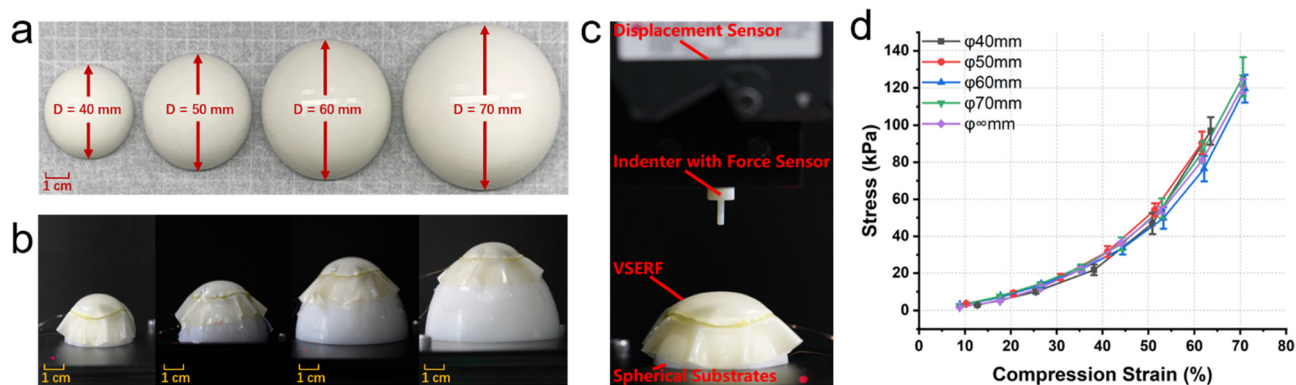 a
D = 40 mm
D = 50 mm
D = 60 mm
D = 70 mm
1 cm
b
1 cm
1 cm
1 cm
1 cm
c
Displacement Sensor
Indenter with Force Sensor
VSERF
Spherical Substrates
d
φ40mm
φ50mm
φ60mm
φ70mm
φ∞mm
Stress (kPa)
140
120
100
80
60
40
20
0
0 10 20 30 40 50 60 70 80
Compression Strain (%)